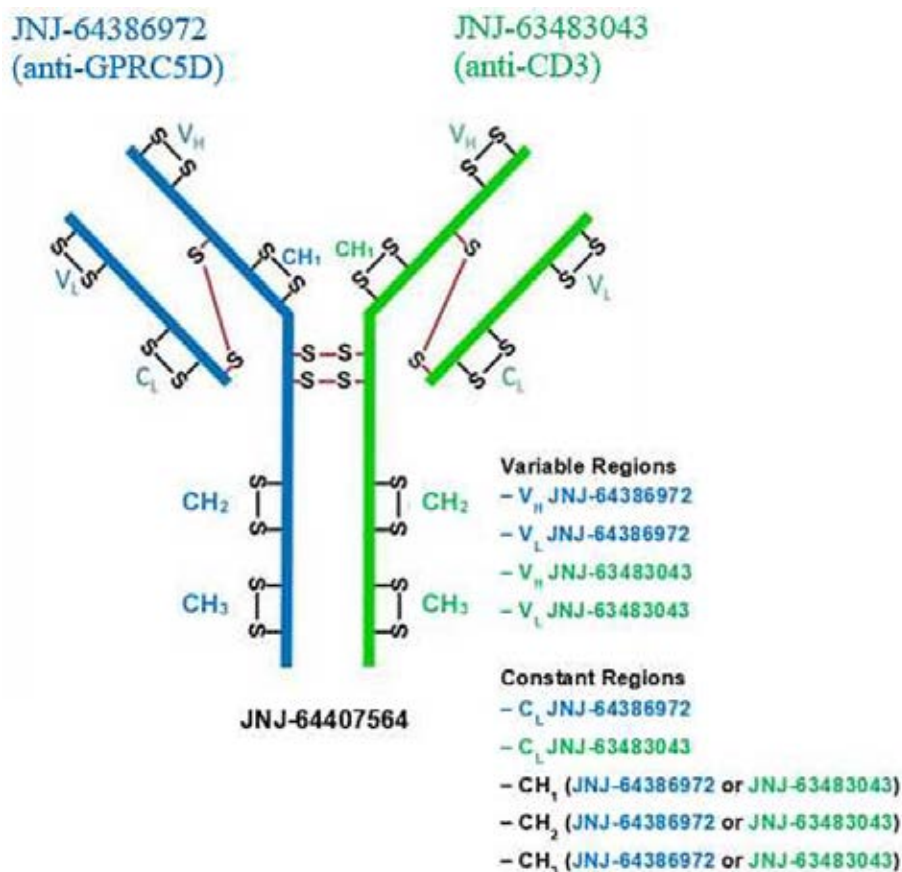 JNJ-64386972
(anti-GPRC5D)
JNJ-63483043
(anti-CD3)
S
S
VH
S
S
VL
S
S
CH1
S
S
S
S
CL
VH
S
S
CH1
S
S
S
S
VL
S
S
CL
S
S
S S
S S
CH2
S
S
CH2
S
S
CH3
S
S
CH3
S
S
JNJ-64407564
Variable Regions
– VH JNJ-64386972
– VL JNJ-64386972
– VH JNJ-63483043
– VL JNJ-63483043
Constant Regions
– CL JNJ-64386972
– CL JNJ-63483043
– CH1 (JNJ-64386972 or JNJ-63483043)
– CH2 (JNJ-64386972 or JNJ-63483043)
– CH3 (JNJ-64386972 or JNJ-63483043)